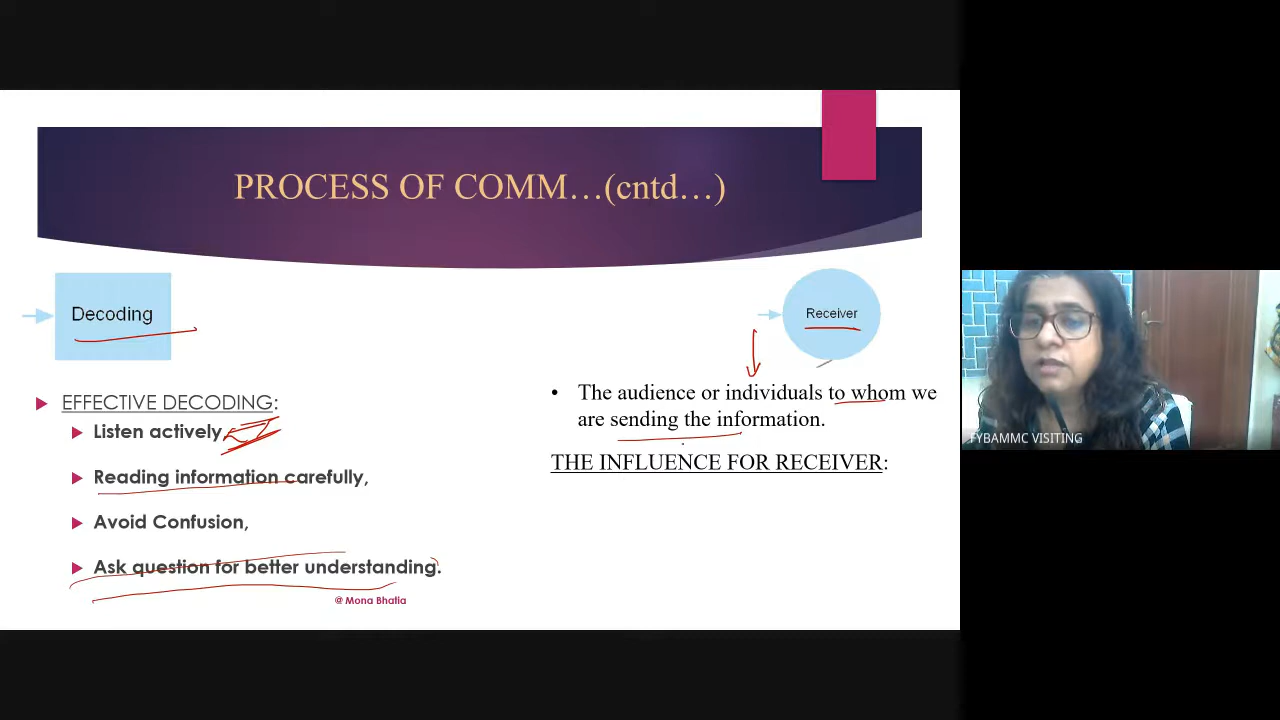 PROCESS OF COMM…(cntd…)
Decoding
EFFECTIVE DECODING:
Listen actively,
Reading information carefully,
Avoid Confusion,
Ask question for better understanding.
@ Mona Bhatia
Receiver
• The audience or individuals to whom we
are sending the information.
THE INFLUENCE FOR RECEIVER:
FYBAMMC VISITING